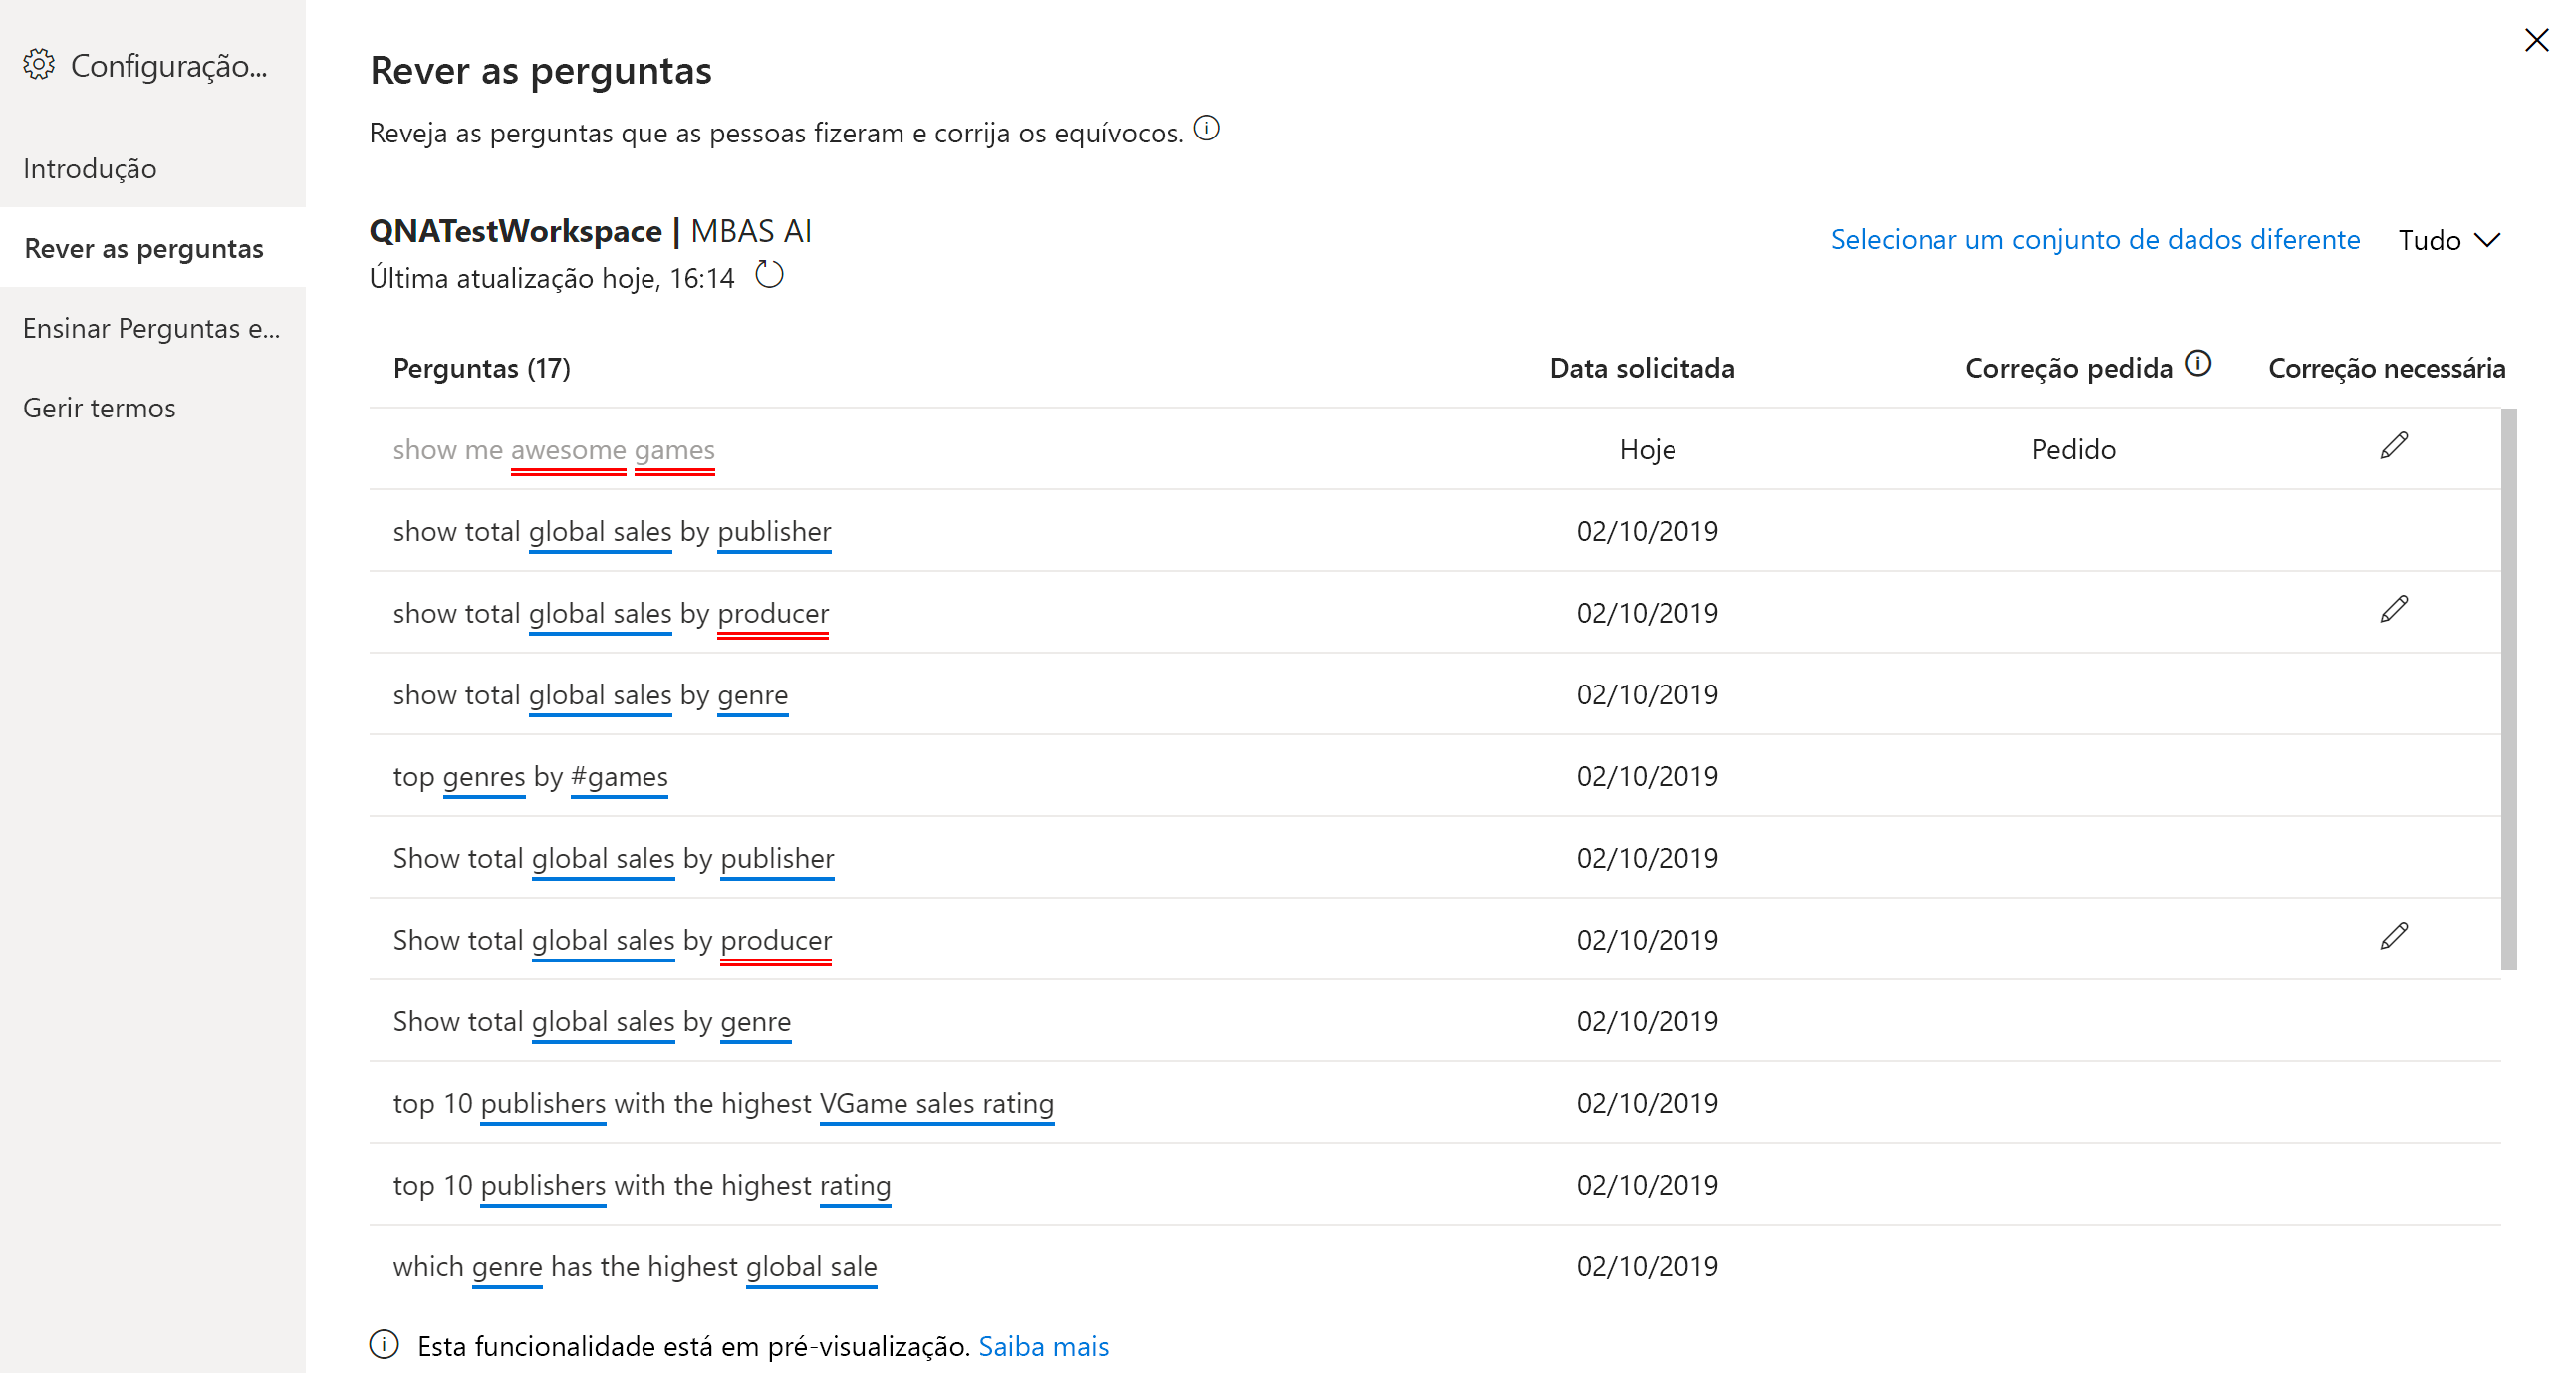 Configuração...
Introdução
Rever as perguntas
Ensinar Perguntas e...
Gerir termos
Rever as perguntas
Reveja as perguntas que as pessoas fizeram e corrija os equívocos.
QNATestWorkspace | MBAS AI
Última atualização hoje, 16:14
Selecionar um conjunto de dados diferente Tudo
Perguntas (17) Data solicitada Correção pedida Correção necessária
show me awesome games Hoje Pedido
show total global sales by publisher 02/10/2019
show total global sales by producer 02/10/2019
show total global sales by genre 02/10/2019
top genres by #games 02/10/2019
Show total global sales by publisher 02/10/2019
Show total global sales by producer 02/10/2019
Show total global sales by genre 02/10/2019
top 10 publishers with the highest VGame sales rating 02/10/2019
top 10 publishers with the highest rating 02/10/2019
which genre has the highest global sale 02/10/2019
Esta funcionalidade está em pré-visualização. Saiba mais